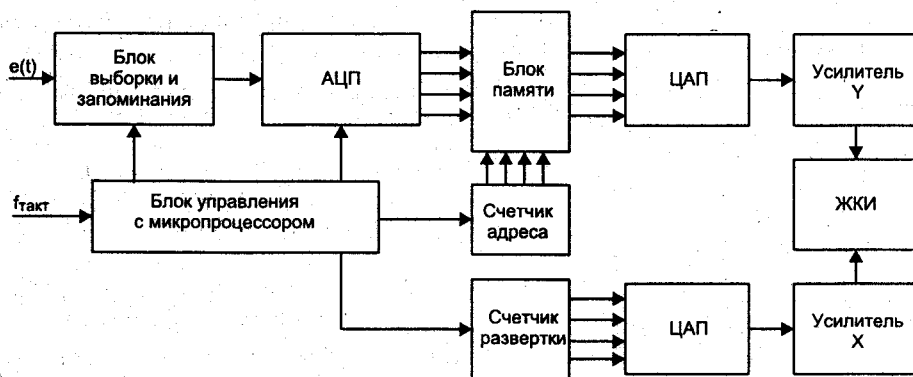 e(t)
Блок
выборки и
запоминания
АЦП
Блок
памяти
ЦАП
Усилитель
Y
fтакт
Блок управления
с микропроцессором
Счетчик
адреса
ЖКИ
Счетчик
развертки
ЦАП
Усилитель
X